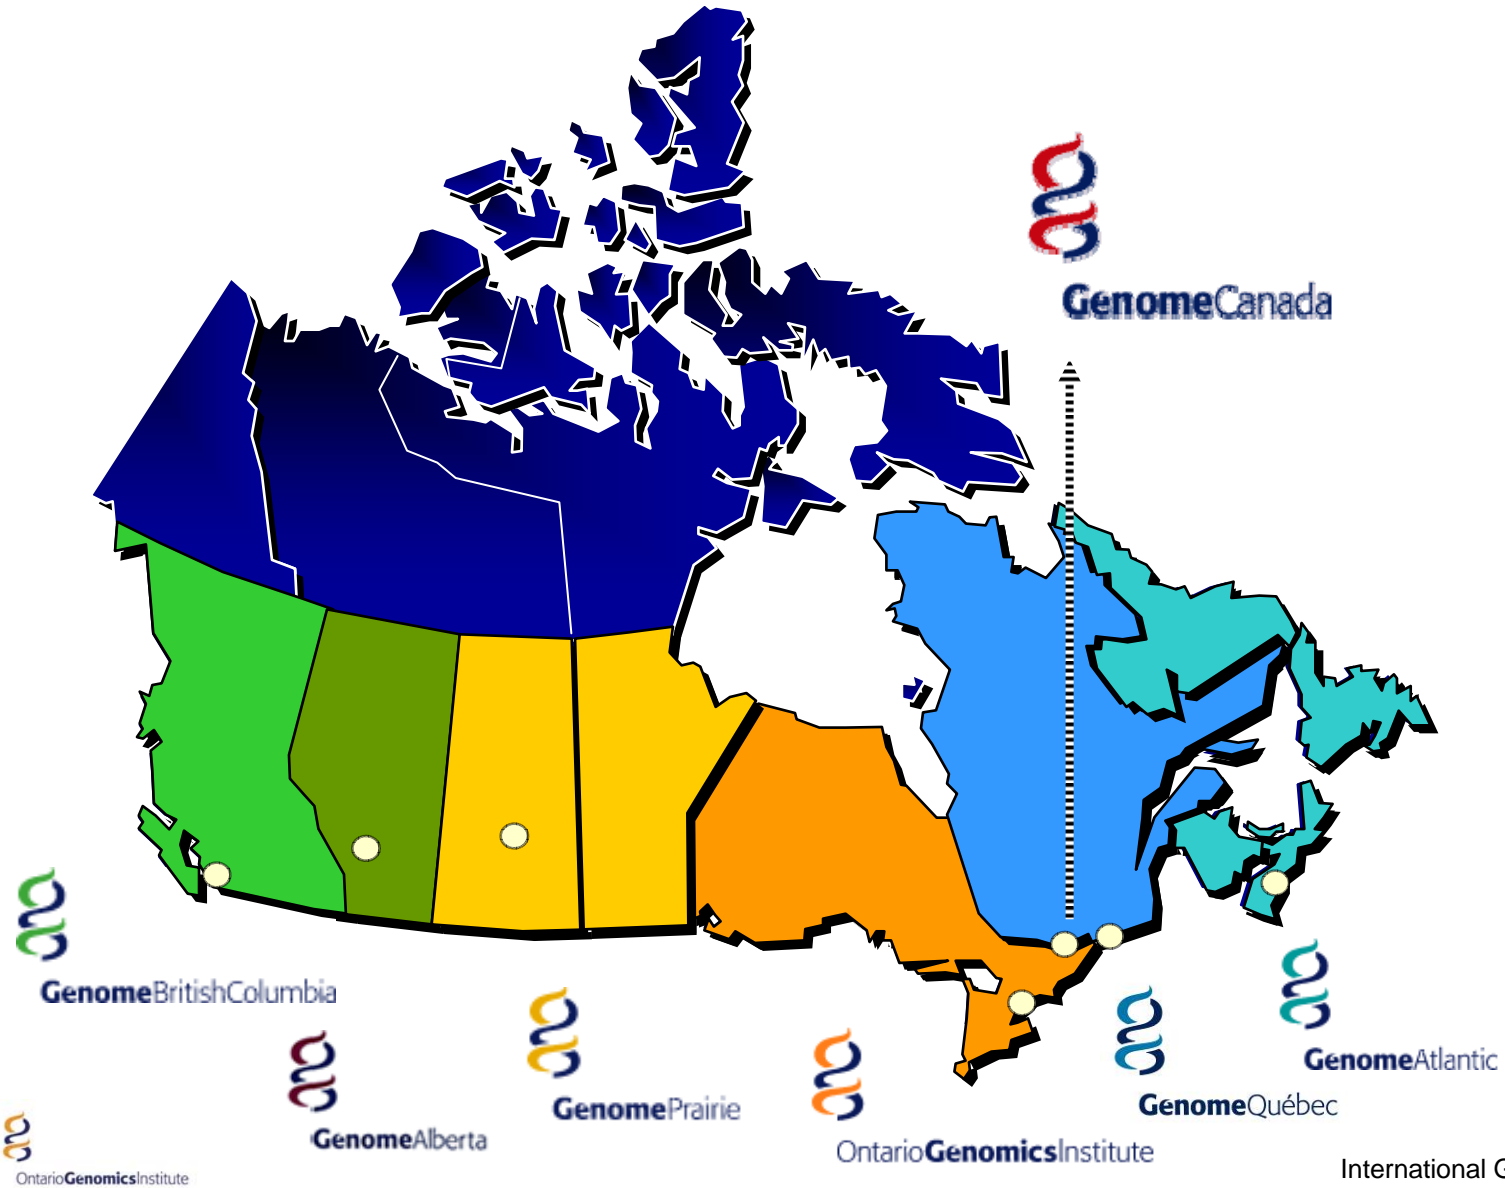 GenomeCanada
GenomeBritishColumbia
GenomeAlberta
GenomePrairie
OntarioGenomicsInstitute
GenomeQuébec
GenomeAtlantic
OntarioGenomicsInstitute
International G